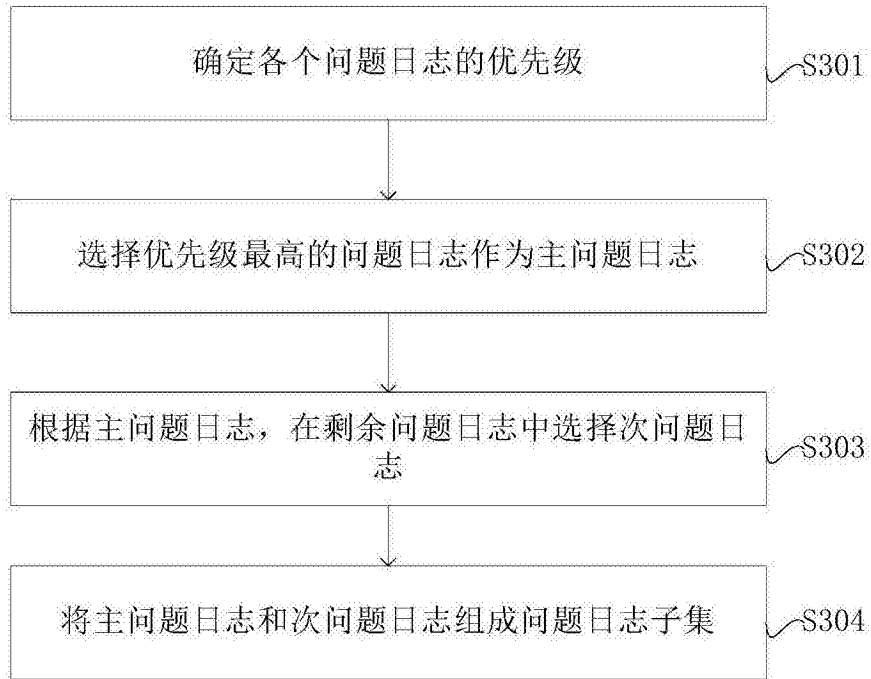 确定各个问题日志的优先级
S301
选择优先级最高的问题日志作为主问题日志
S302
根据主问题日志，在剩余问题日志中选择次问题日
志
S303
将主问题日志和次问题日志组成问题日志子集
S304